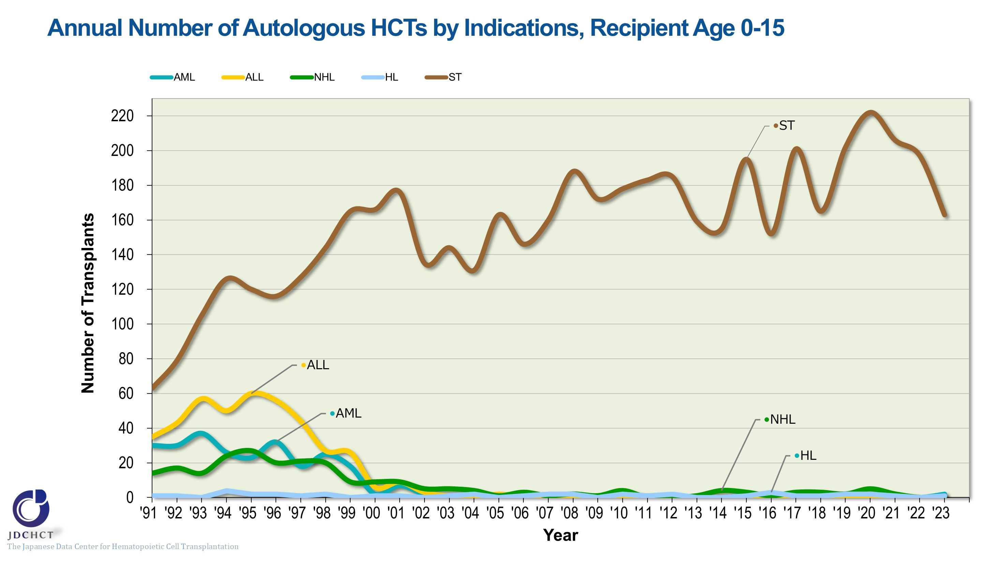 Annual Number of Autologous HCTs by Indications, Recipient Age 0-15
AML ALL NHL HL ST
220
200
180
160
140
120
100
80
60
40
20
0
Number of Transplants
ST
ALL
AML
NHL
HL
'91 '92 '93 '94 '95 '96 '97 '98 '99 '00 '01 '02 '03 '04 '05 '06 '07 '08 '09 '10 '11 '12 '13 '14 '15 '16 '17 '18 '19 '20 '21 '22 '23
Year
JDCHCT
The Japanese Data Center for Hematopoietic Cell Transplantation